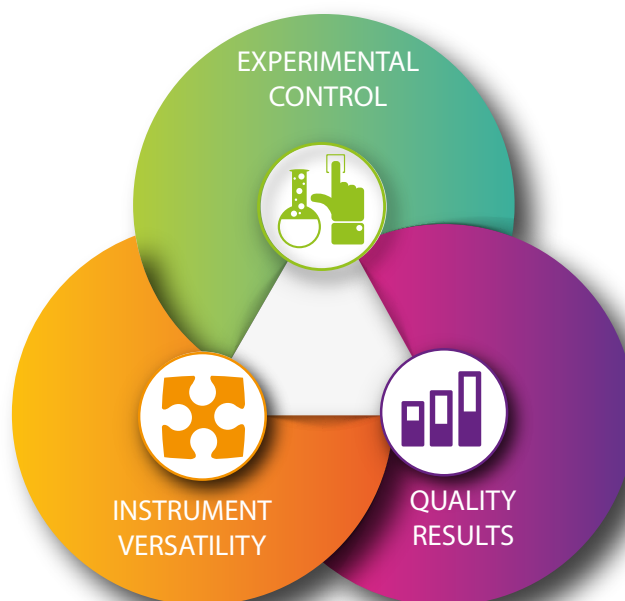 EXPERIMENTAL
CONTROL
INSTRUMENT
VERSATILITY
QUALITY
RESULTS